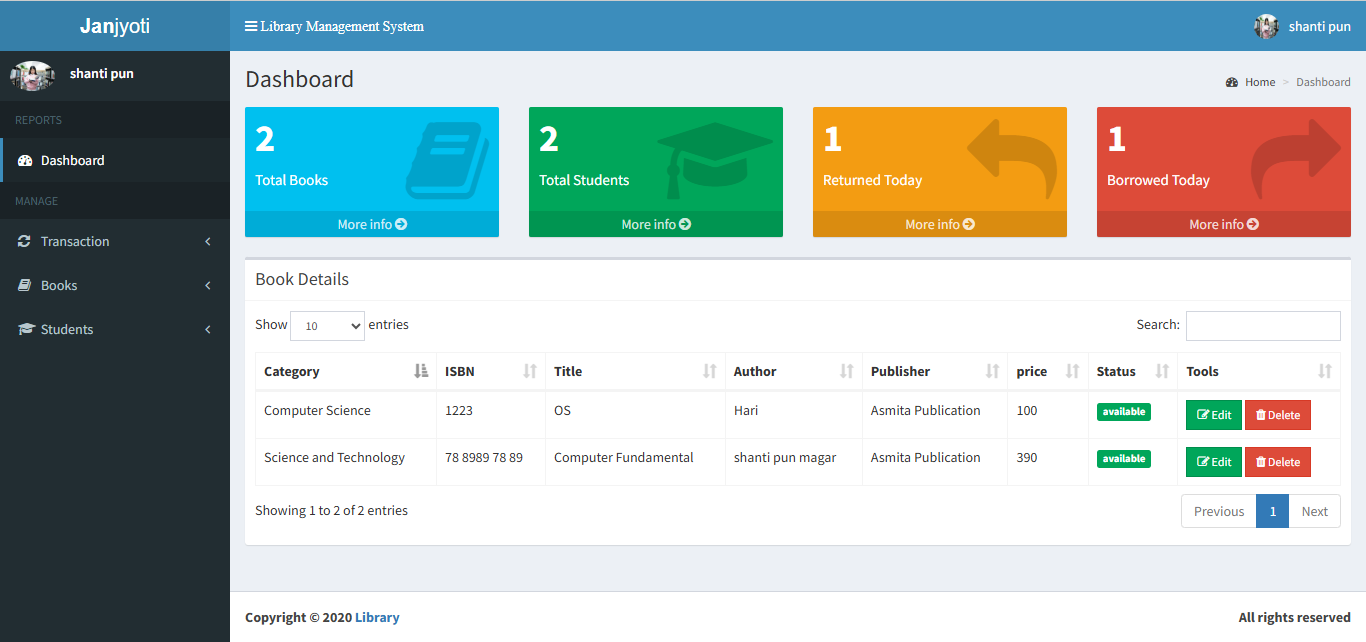 Janjyoti
Library Management System
shanti pun
shanti pun
REPORTS
Dashboard
MANAGE
Transaction
Books
Students
Dashboard
Home > Dashboard
2
Total Books
More info
2
Total Students
More info
1
Returned Today
More info
1
Borrowed Today
More info
Book Details
Show 10 entries
Search:
Category ISBN Title Author Publisher price Status Tools
Computer Science 1223 OS Hari Asmita Publication 100 available Edit Delete
Science and Technology 78 8989 78 89 Computer Fundamental shanti pun magar Asmita Publication 390 available Edit Delete
Showing 1 to 2 of 2 entries
Previous 1 Next
Copyright © 2020 Library
All rights reserved